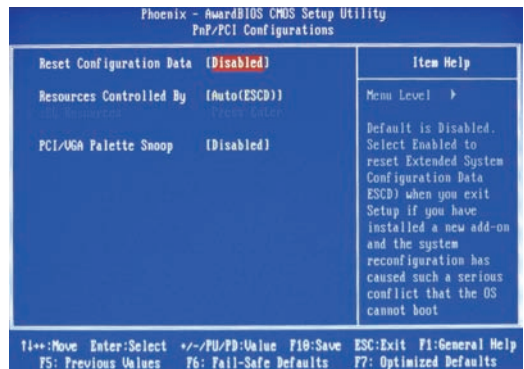 Phoenix - AwardBIOS CMOS Setup Utility
PnP/PCI Configurations
Reset Configuration Data [Disabled]
Resources Controlled By [Auto(ESCD)]
Press Enter
PCI/VGA Palette Snoop [Disabled]
Item Help
Menu Level
Default is Disabled.
Select Enabled to
reset Extended System
Configuration Data
ESCD) when you exit
Setup if you have
installed a new add-on
and the system
reconfiguration has
caused such a serious
conflict that the OS
cannot boot
:Move Enter:Select +/-/PU/PD:Value F10:Save ESC:Exit F1:General Help
F5: Previous Values F6: Fail-Safe Defaults F7: Optimized Defaults